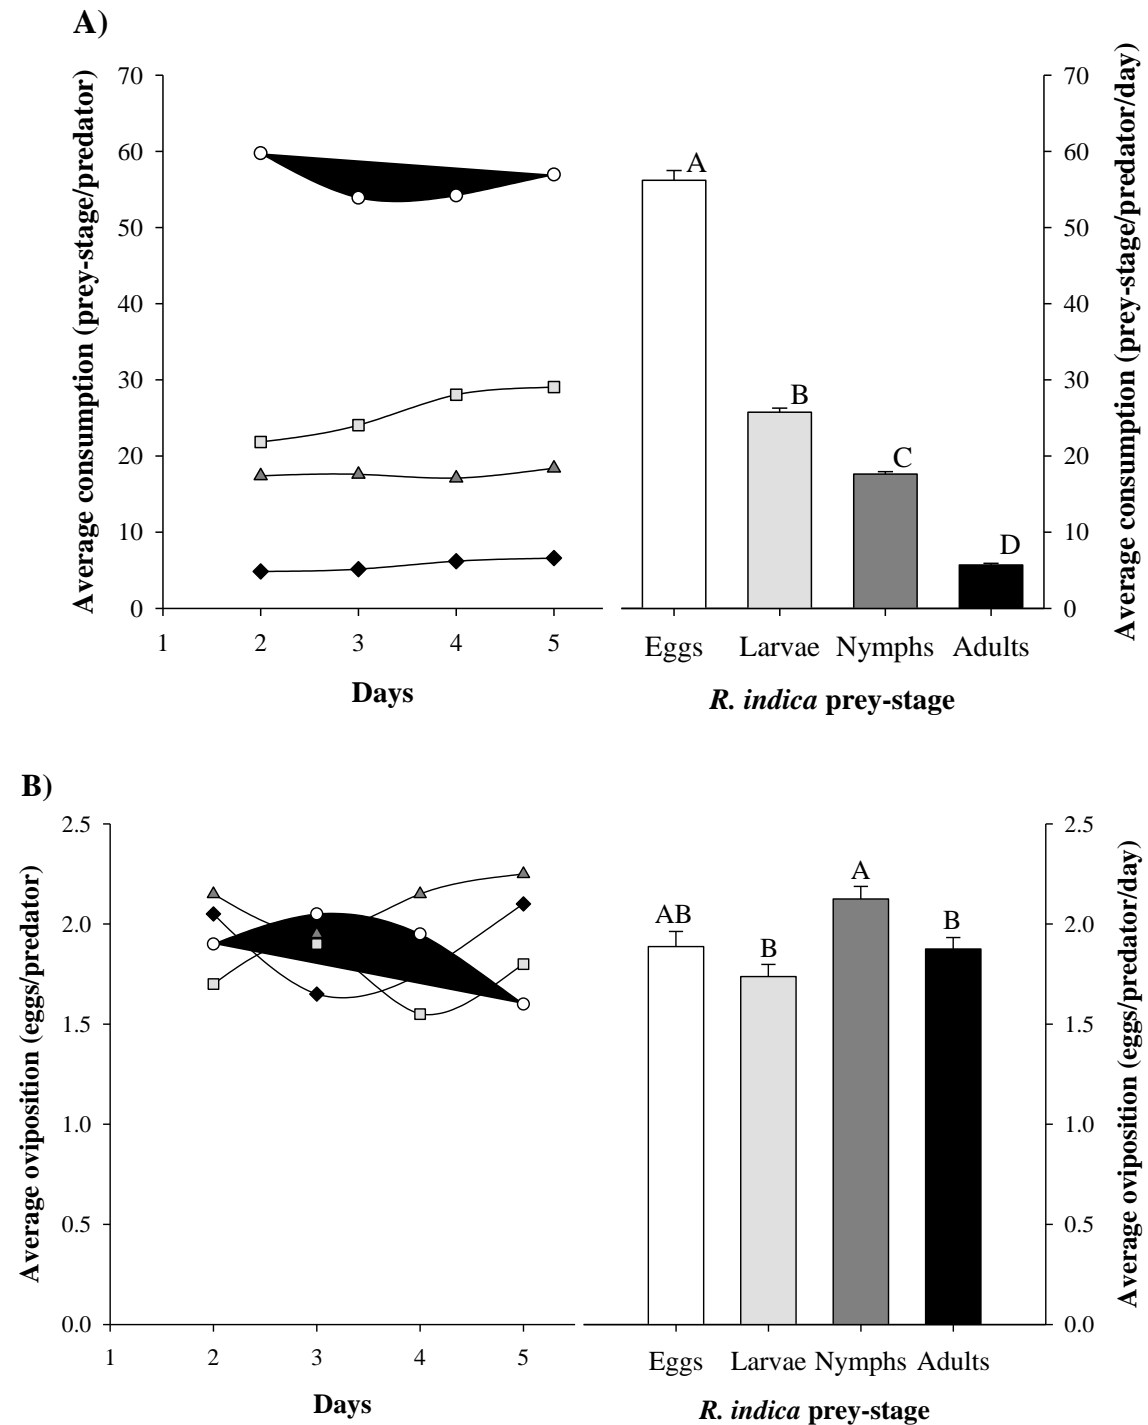 A)
Average consumption (prey-stage/predator)
70
60
50
40
30
20
10
0
1 2 3 4 5
Days
A
B
C
D
Eggs Larvae Nymphs Adults
R. indica prey-stage
70
60
50
40
30
20
10
0
Average consumption (prey-stage/predator/day)
B)
Average oviposition (eggs/predator)
2.5
2.0
1.5
1.0
0.5
0.0
1 2 3 4 5
Days
AB
B
A
B
Eggs Larvae Nymphs Adults
R. indica prey-stage
2.5
2.0
1.5
1.0
0.5
0.0
Average oviposition (eggs/predator/day)